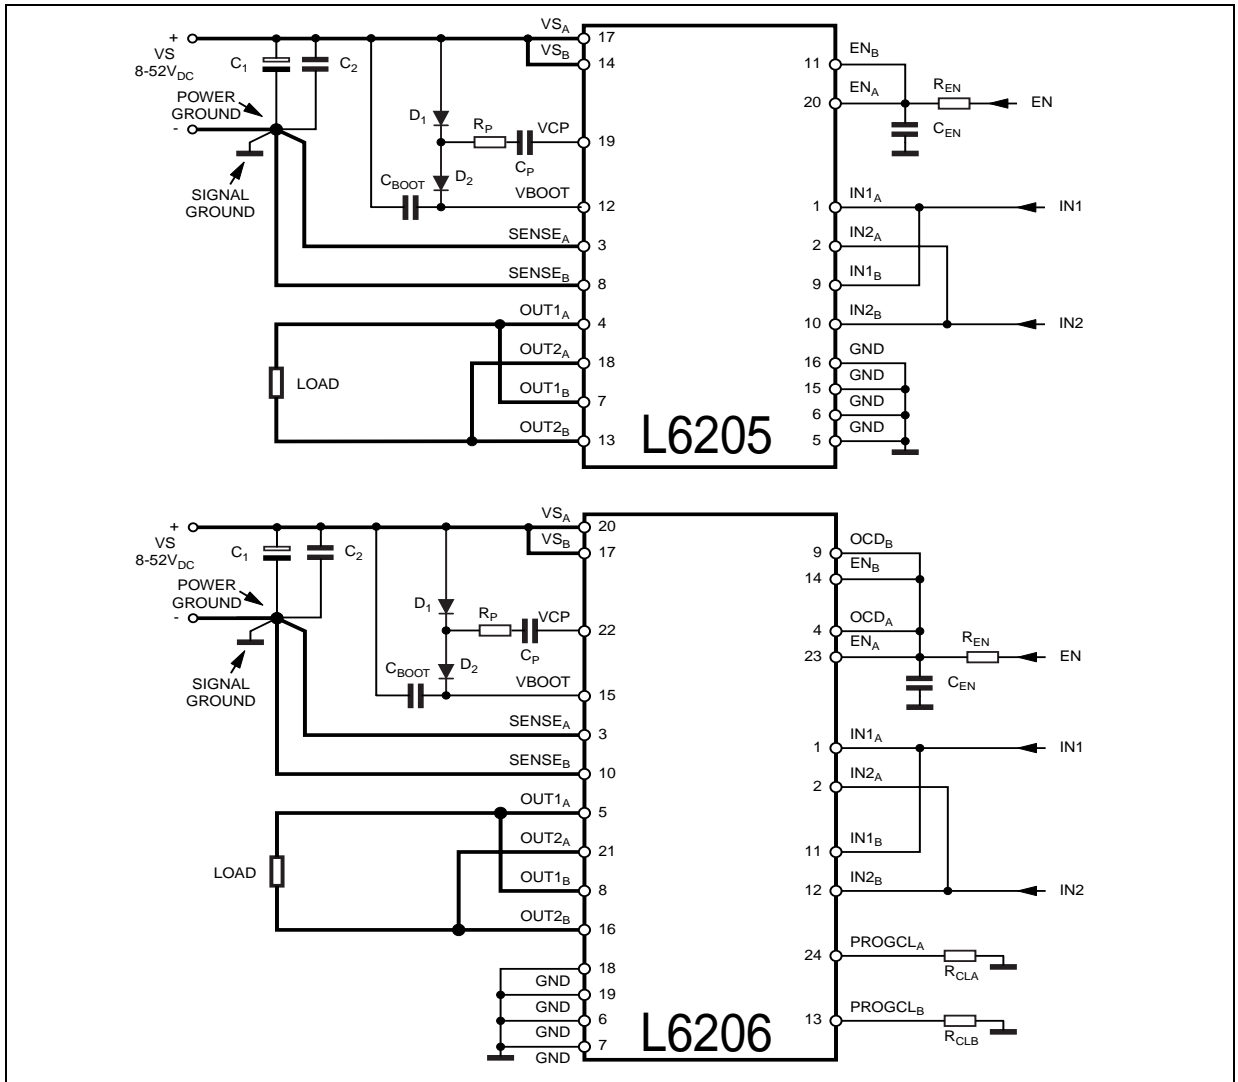 VSA
17
+
VS
8-52VDC
C1
C2
VSB
14
POWER
GROUND
-
SIGNAL
GROUND
D1
RP
VCP
19
CP
D2
CBOOT
VBOOT
12
SENSEA
3
SENSEB
8
OUT1A
4
OUT2A
18
LOAD
OUT1B
7
OUT2B
13
11
ENB
20
ENA
REN
EN
CEN
1
IN1A
IN1
2
IN2A
9
IN1B
10
IN2B
IN2
16
GND
15
GND
6
GND
5
GND
L6205
VSA
20
+
VS
8-52VDC
C1
C2
VSB
17
POWER
GROUND
-
SIGNAL
GROUND
D1
RP
VCP
22
CP
D2
CBOOT
VBOOT
15
SENSEA
3
SENSEB
10
OUT1A
5
OUT2A
21
LOAD
OUT1B
8
OUT2B
16
18
GND
19
GND
6
GND
7
GND
9
OCDB
14
ENB
4
OCDA
23
ENA
REN
EN
CEN
1
IN1A
IN1
2
IN2A
11
IN1B
12
IN2B
IN2
24
PROGCLA
RCLA
13
PROGCLB
RCLB
L6206